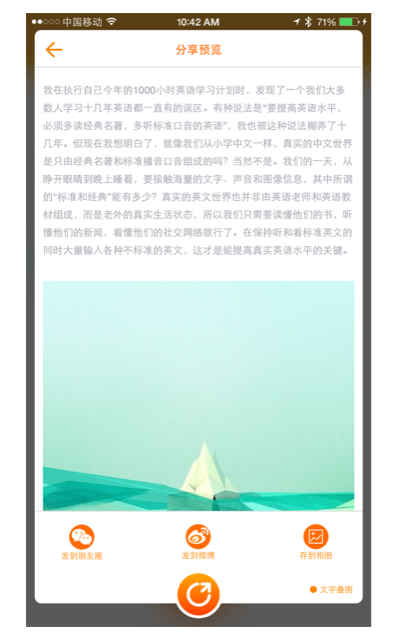 中国移动 10:42 AM 71%
分享预览
我在执行自己今年的1000小时英语学习计划时，发现了一个我们大多
数人学习十几年英语都一直有的误区。有种说法是“要提高英语水平，
必须多读经典名著，多听标准口音的英语”，我也被这种说法糊弄了十
几年。但现在我想明白了，就像我们从小学中文一样，真实的中文世界
是只由经典名著和标准播音口音组成的吗？当然不是。我们的一天，从
睁开眼睛到晚上睡着，要接触海量的文字、声音和图像信息，其中所谓
的“标准和经典”能有多少？真实的英文世界也并非由英语老师和英语教
材组成，而是老外的真实生活状态，所以我们只需要读懂他们的书，听
懂他们的新闻，看懂他们的社交网络就行了。在保持听和看标准英文的
同时大量输入各种不标准的英文，这才是能提高真实英语水平的关键。
发到朋友圈 发到微博 存到相册
文字叠图